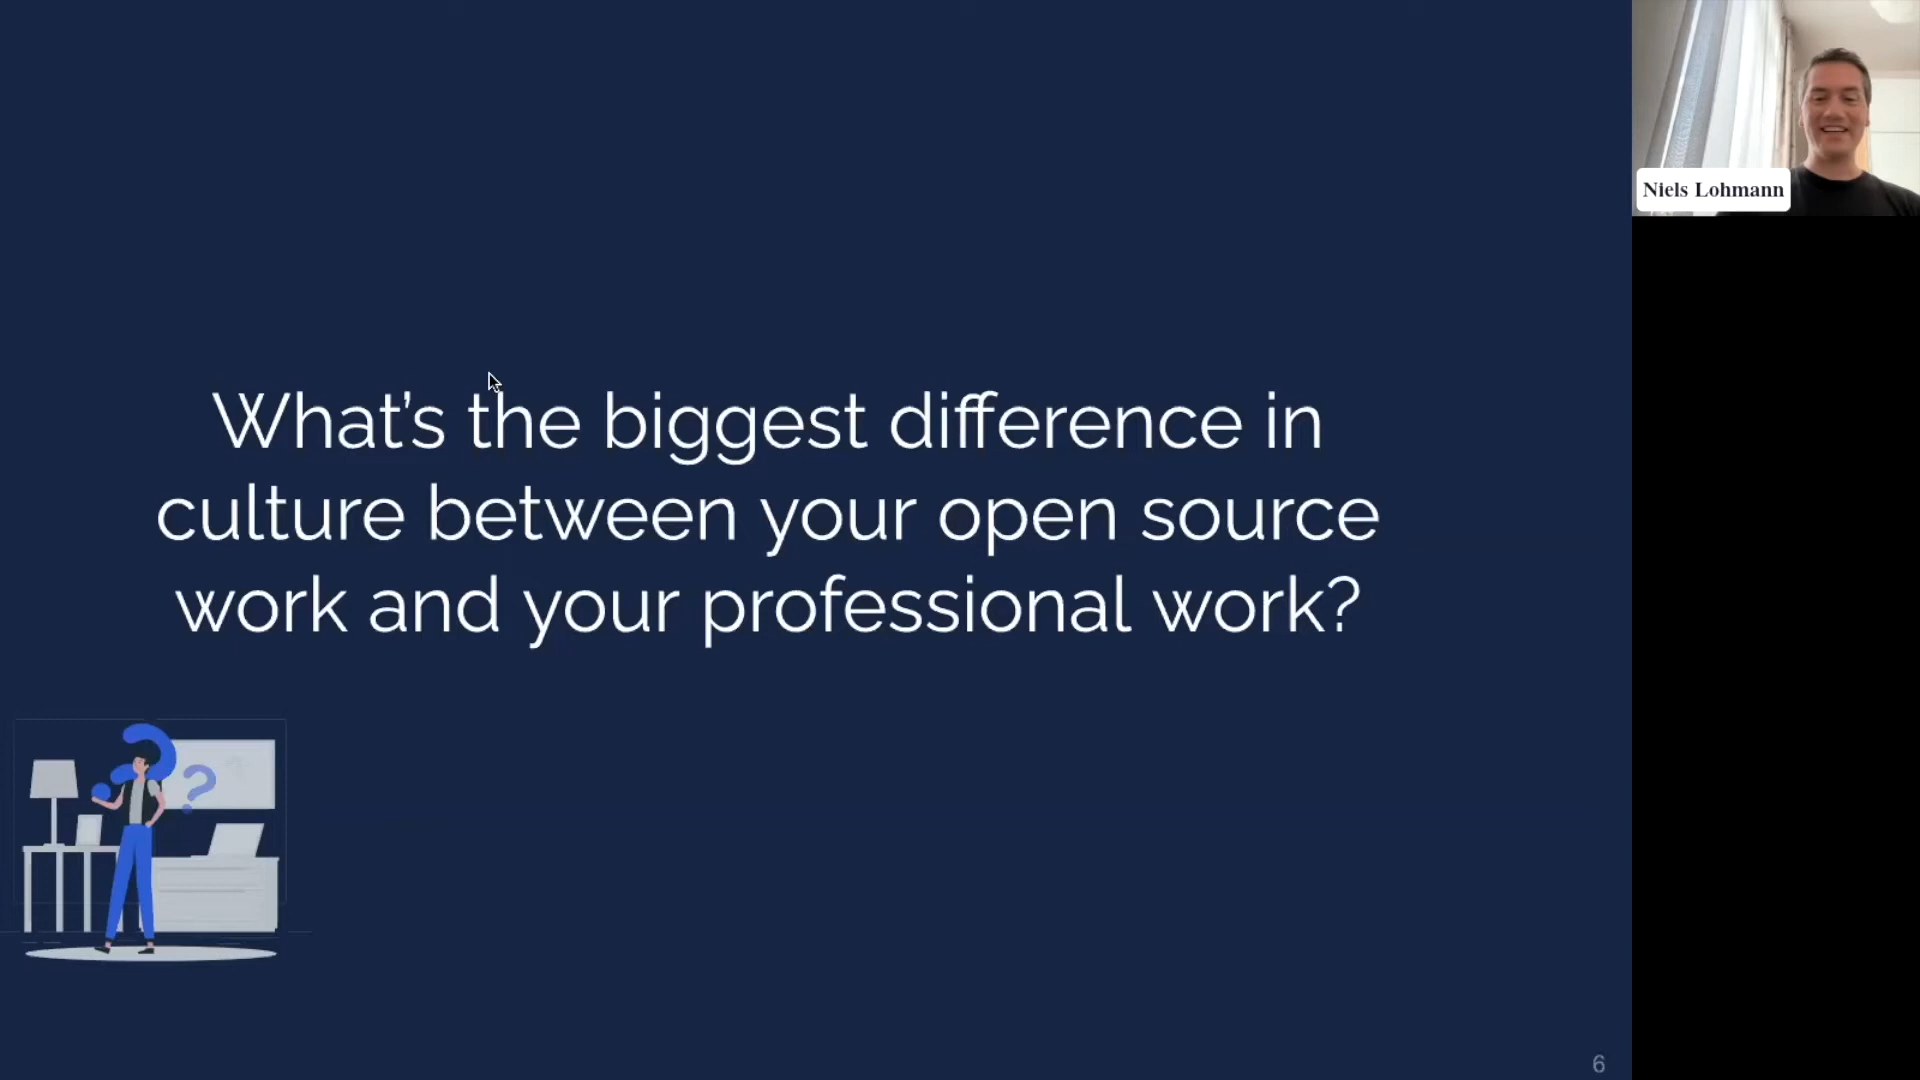 What's the biggest difference in
culture between your open source
work and your professional work?
?
Niels Lohmann
6